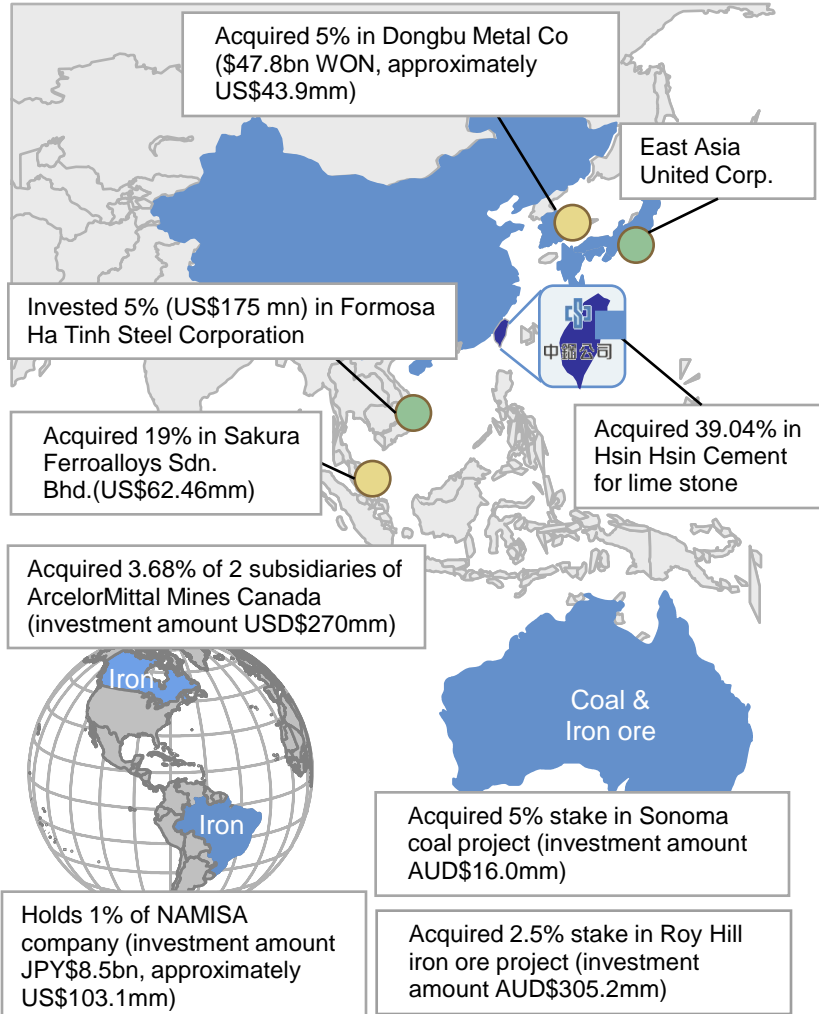 Acquired 5% in Dongbu Metal Co
($47.8bn WON, approximately
US$43.9mm)
East Asia
United Corp.
Invested 5% (US$175 mn) in Formosa
Ha Tinh Steel Corporation
中鋼公司
Acquired 19% in Sakura
Ferroalloys Sdn.
Bhd.(US$62.46mm)
Acquired 39.04% in
Hsin Hsin Cement
for lime stone
Acquired 3.68% of 2 subsidiaries of
ArcelorMittal Mines Canada
(investment amount USD$270mm)
Iron
Coal &
Iron ore
Iron
Acquired 5% stake in Sonoma
coal project (investment amount
AUD$16.0mm)
Holds 1% of NAMISA
company (investment amount
JPY$8.5bn, approximately
US$103.1mm)
Acquired 2.5% stake in Roy Hill
iron ore project (investment
amount AUD$305.2mm)